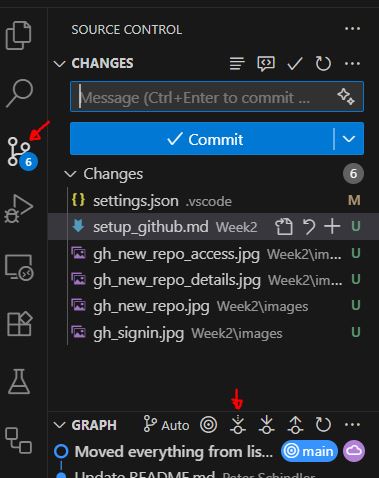 SOURCE CONTROL
CHANGES
Message (Ctrl+Enter to commit ...
Commit
6
Changes 6
{} settings.json .vscode M
setup_github.md Week2 U
gh_new_repo_access.jpg Week2\im... U
gh_new_repo_details.jpg Week2\im... U
gh_new_repo.jpg Week2\images U
gh_signin.jpg Week2\images U
GRAPH Auto
Moved everything from lis... main
Update README.md Peter Schindler